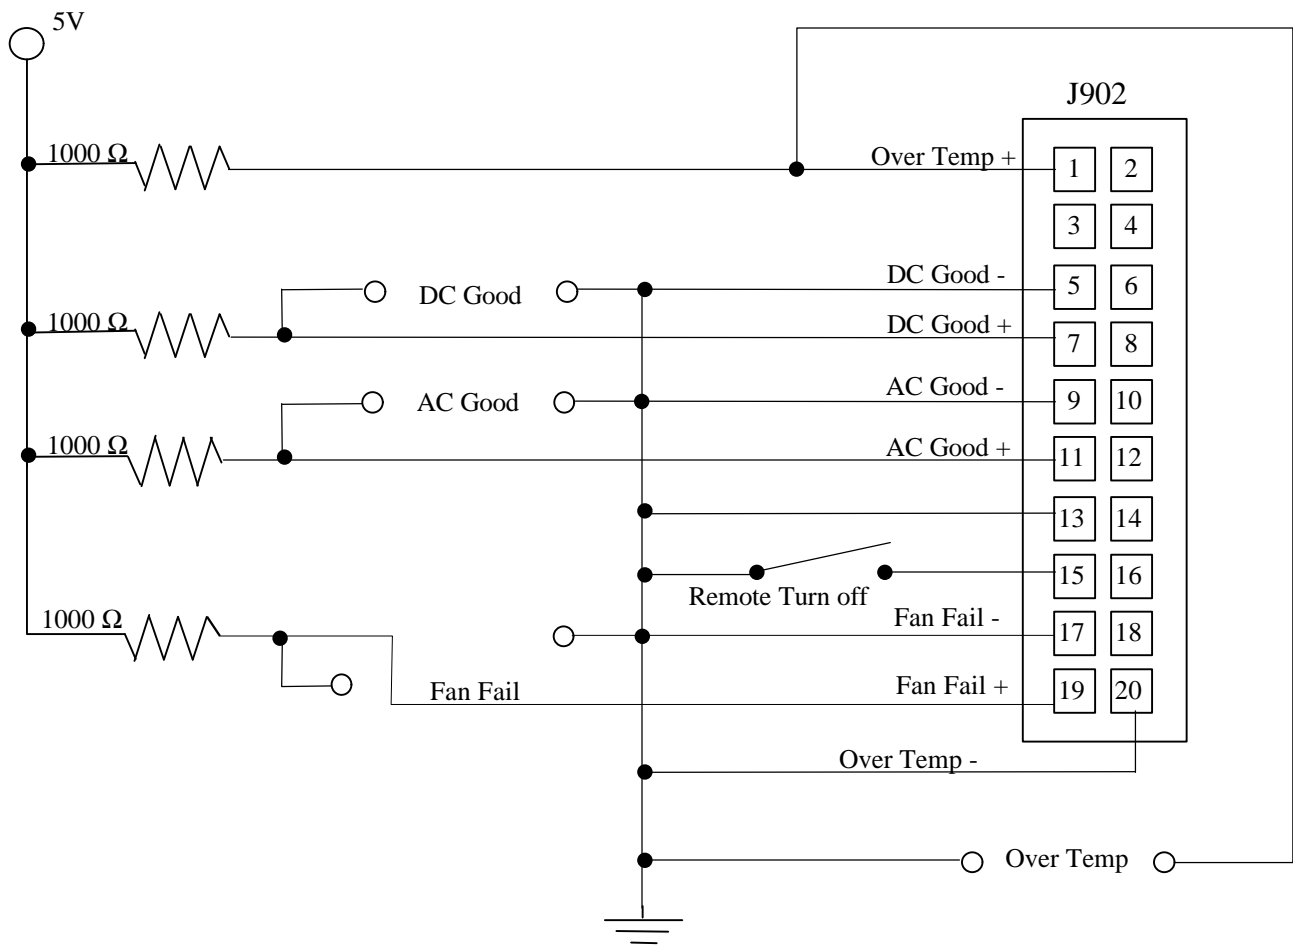 5V
J902
1000 Ω
Over Temp +
1 2
3 4
DC Good -
DC Good
5 6
1000 Ω
DC Good +
7 8
AC Good -
AC Good
9 10
1000 Ω
AC Good +
11 12
13 14
15 16
Remote Turn off
1000 Ω
Fan Fail -
17 18
Fan Fail
Fan Fail +
19 20
Over Temp -
Over Temp